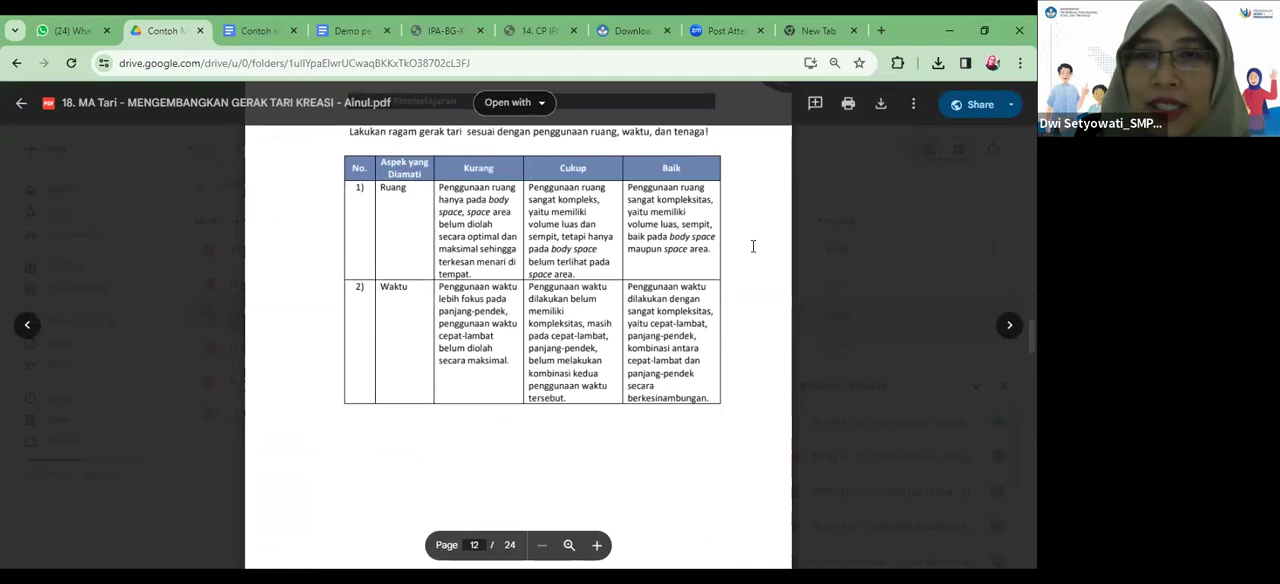 (24) Wha
Contoh M
Contoh m
Demo pe
IPA-BG-K
14. CP IPA
Downloa
Post Atte
New Tab
drive.google.com/drive/u/0/folders/
18. MA Tari - MENGEMBANGKAN GERAK TARI KREASI - Ainul.pdf
Open with
Share
Pembelajaran
Lakukan ragam gerak tari sesuai dengan penggunaan ruang, waktu, dan tenaga!
No.
Aspek yang
Diamati
Kurang
Cukup
Baik
1)
Ruang
Penggunaan ruang
hanya pada body
space, space area
belum diolah
secara optimal dan
maksimal sehingga
terkesan menari di
tempat.
Penggunaan ruang
sangat kompleks,
yaitu memiliki
volume luas dan
sempit, tetapi hanya
pada body space
belum terlihat pada
space area.
Penggunaan ruang
sangat kompleksitas,
yaitu memiliki
volume luas, sempit,
baik pada body space
maupun space area.
2)
Waktu
Penggunaan waktu
lebih fokus pada
panjang-pendek,
penggunaan waktu
cepat-lambat
belum diolah
secara maksimal.
Penggunaan waktu
dilakukan belum
memiliki
kompleksitas, masih
pada cepat-lambat,
panjang-pendek,
belum melakukan
kombinasi kedua
penggunaan waktu
tersebut.
Penggunaan waktu
dilakukan dengan
sangat kompleksitas,
yaitu cepat-lambat,
panjang-pendek,
kombinasi antara
cepat-lambat dan
panjang-pendek
secara
berkesinambungan.
Page 12 / 24
Dwi Setyowati_SMP...